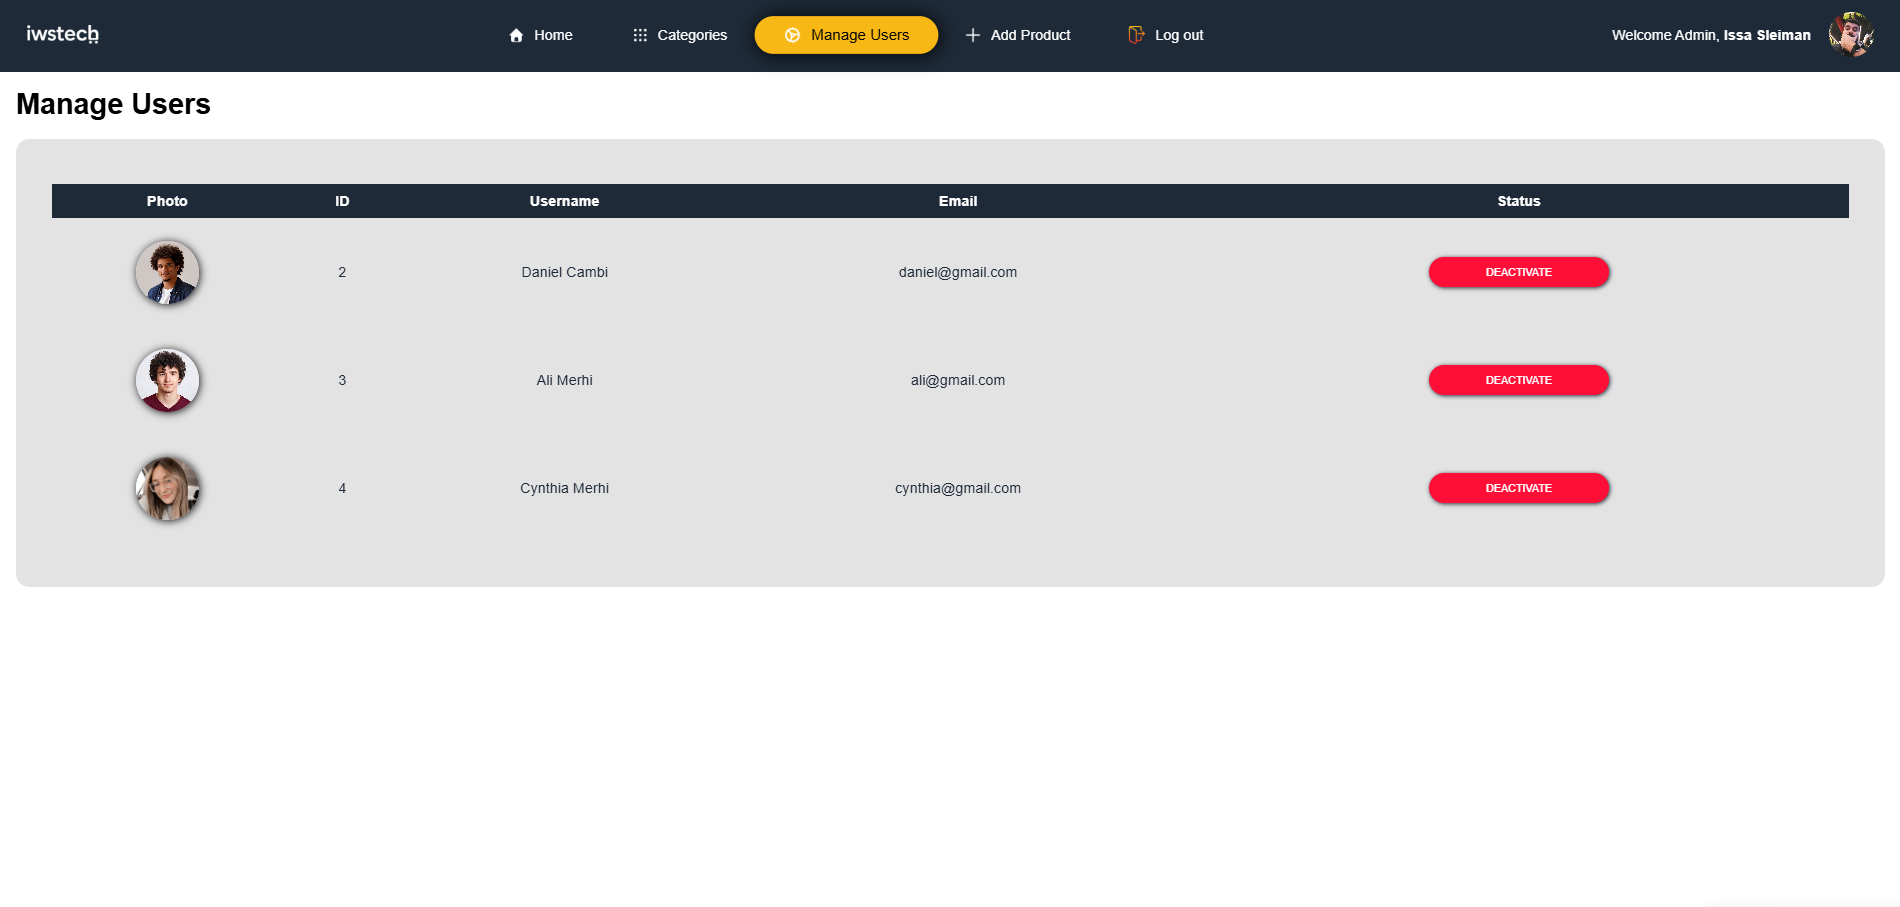 iwstech
Home
Categories
Manage Users
Add Product
Log out
Welcome Admin, Issa Sleiman
Manage Users
Photo ID Username Email Status
2 Daniel Cambi daniel@gmail.com DEACTIVATE
3 Ali Merhi ali@gmail.com DEACTIVATE
4 Cynthia Merhi cynthia@gmail.com DEACTIVATE